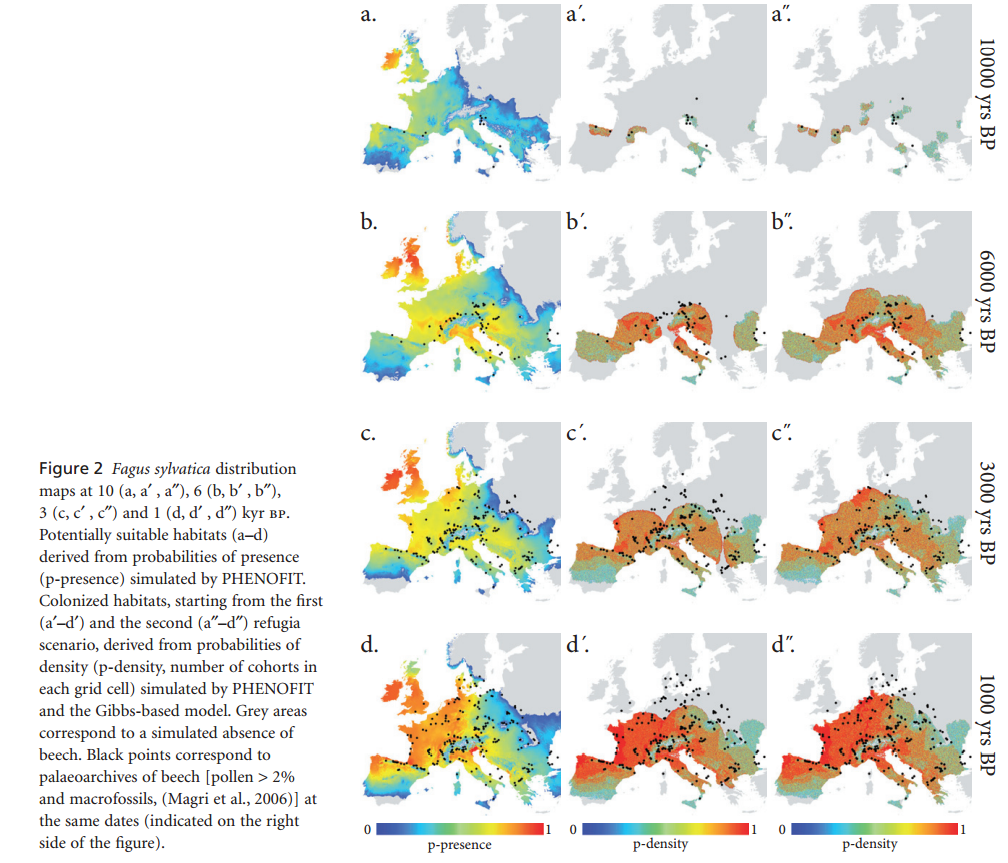 a.
a′.
a″.
10000 yrs BP
b.
b′.
b″.
6000 yrs BP
c.
c′.
c″.
3000 yrs BP
d.
d′.
d″.
1000 yrs BP
0
1
p-presence
0
1
p-density
0
1
p-density
Figure 2 Fagus sylvatica distribution
maps at 10 (a, a′ , a″), 6 (b, b′ , b″),
3 (c, c′ , c″) and 1 (d, d′ , d″) kyr BP.
Potentially suitable habitats (a–d)
derived from probabilities of presence
(p-presence) simulated by PHENOFIT.
Colonized habitats, starting from the first
(a′–d′) and the second (a″–d″) refugia
scenario, derived from probabilities of
density (p-density, number of cohorts in
each grid cell) simulated by PHENOFIT
and the Gibbs-based model. Grey areas
correspond to a simulated absence of
beech. Black points correspond to
palaeoarchives of beech [pollen > 2%
and macrofossils, (Magri et al., 2006)] at
the same dates (indicated on the right
side of the figure).